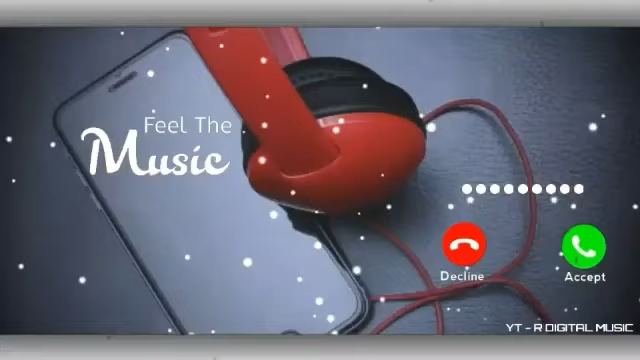 Feel The
Music
Decline
Accept
YT - R DIGITAL MUSIC